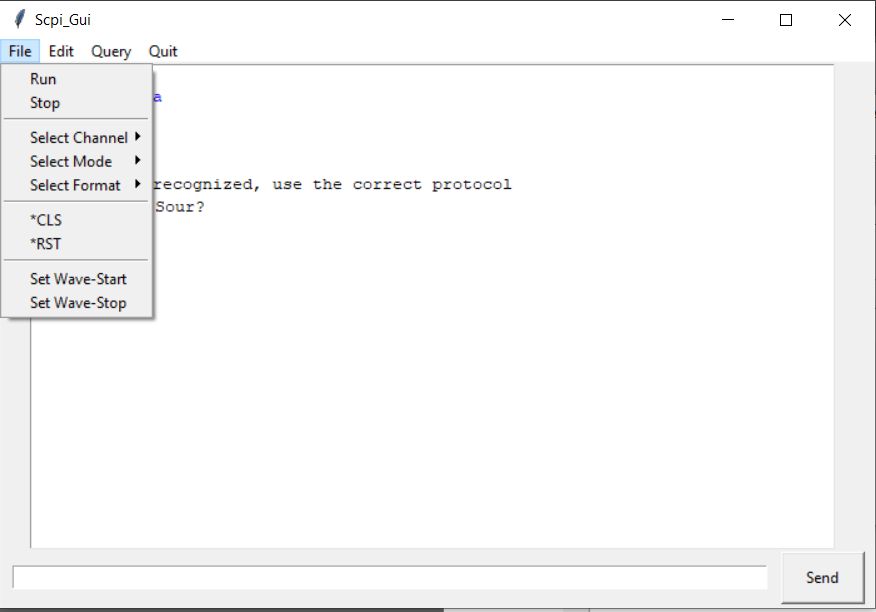 Scpi_Gui
File Edit Query Quit
Run
Stop
a
Select Channel
Select Mode
Select Format
recognized, use the correct protocol
Sour?
*CLS
*RST
Set Wave-Start
Set Wave-Stop
Send